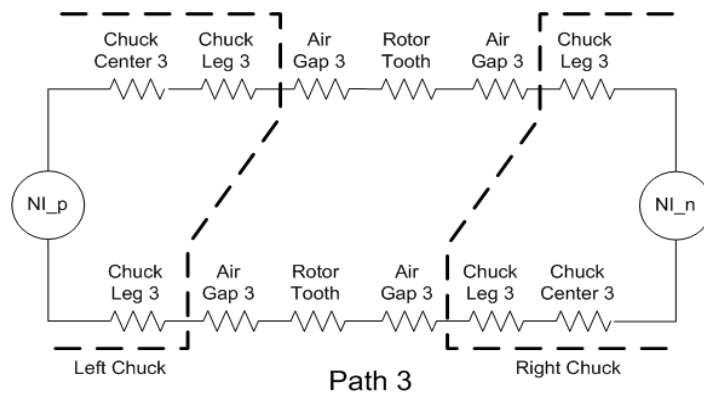 Chuck Center 3
Chuck Leg 3
Air Gap 3
Rotor Tooth
Air Gap 3
Chuck Leg 3
NI_p
NI_n
Chuck Leg 3
Air Gap 3
Rotor Tooth
Air Gap 3
Chuck Leg 3
Chuck Center 3
Left Chuck
Right Chuck
Path 3